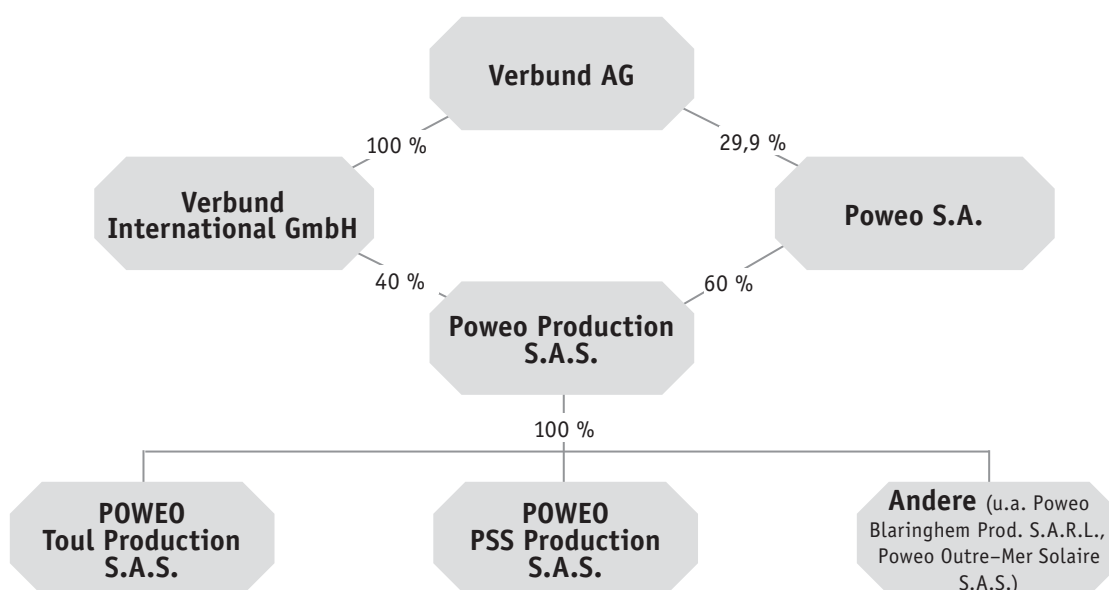 Verbund AG
100 %
29,9 %
Verbund
International GmbH
Poweo S.A.
40 %
60 %
Poweo Production
S.A.S.
100 %
POWEO
Toul Production
S.A.S.
POWEO
PSS Production
S.A.S.
Andere (u.a. Poweo
Blaringhem Prod. S.A.R.L.,
Poweo Outre–Mer Solaire
S.A.S.)